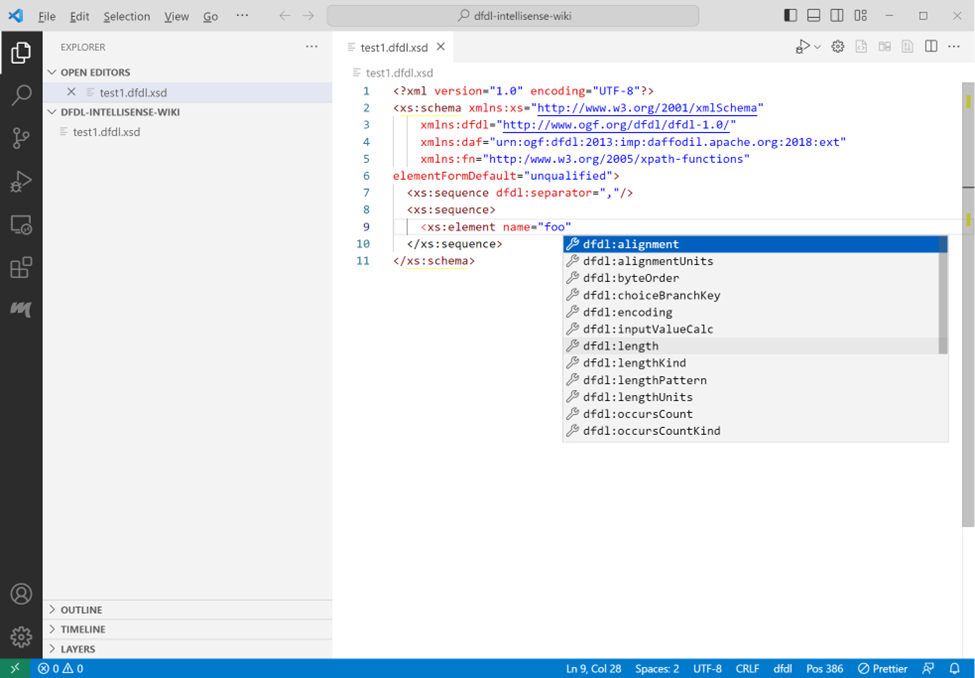 File Edit Selection View Go ··· dfdl-intellisense-wiki
EXPLORER ···
OPEN EDITORS
test1.dfdl.xsd
DFDL-INTELLISENSE-WIKI
test1.dfdl.xsd
OUTLINE
TIMELINE
LAYERS
test1.dfdl.xsd
test1.dfdl.xsd
1 <?xml version="1.0" encoding="UTF-8"?>
2 <xs:schema xmlns:xs="http://www.w3.org/2001/xmlSchema"
3 xmlns:dfdl="http://www.ogf.org/dfdl/dfdl-1.0/"
4 xmlns:daf="urn:ogf:dfdl:2013:imp:daffodil.apache.org:2018:ext"
5 xmlns:fn="http:/www.w3.org/2005/xpath-functions"
6 elementFormDefault="unqualified">
7 <xs:sequence dfdl:separator=","/>
8 <xs:sequence>
9 <xs:element name="foo"
10 </xs:sequence>
11 </xs:schema>
dfdl:alignment
dfdl:alignmentUnits
dfdl:byteOrder
dfdl:choiceBranchKey
dfdl:encoding
dfdl:inputValueCalc
dfdl:length
dfdl:lengthKind
dfdl:lengthPattern
dfdl:lengthUnits
dfdl:occursCount
dfdl:occursCountKind
0 0 Ln 9, Col 28 Spaces: 2 UTF-8 CRLF dfdl Pos 386 Prettier